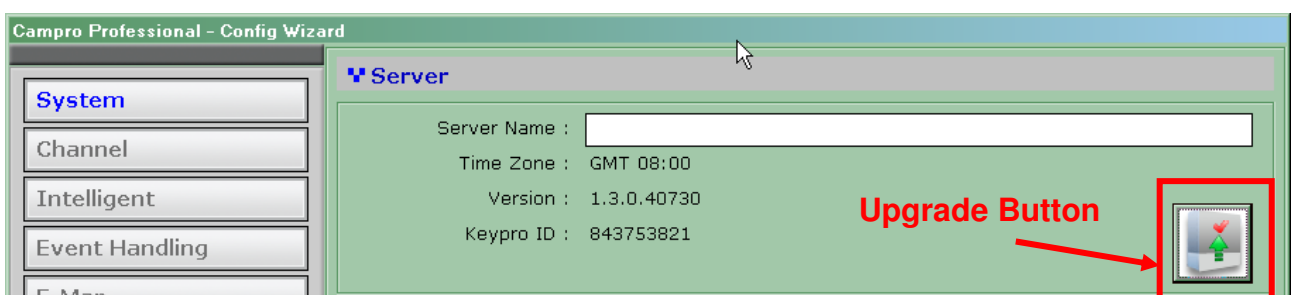 Campro Professional - Config Wizard
Server
System
Server Name :
Channel
Time Zone : GMT 08:00
Intelligent
Version : 1.3.0.40730
Upgrade Button
Keypro ID : 843753821
Event Handling
E-Map